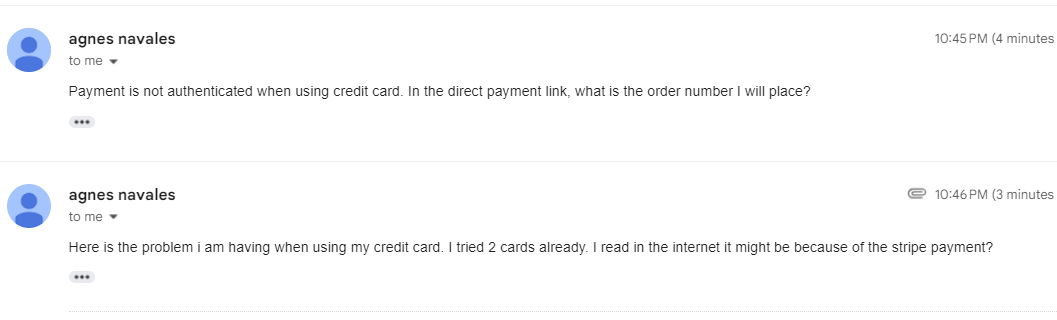 agnes navales 10:45 PM (4 minutes
to me
Payment is not authenticated when using credit card. In the direct payment link, what is the order number I will place?
agnes navales 10:46 PM (3 minutes
to me
Here is the problem i am having when using my credit card. I tried 2 cards already. I read in the internet it might be because of the stripe payment?